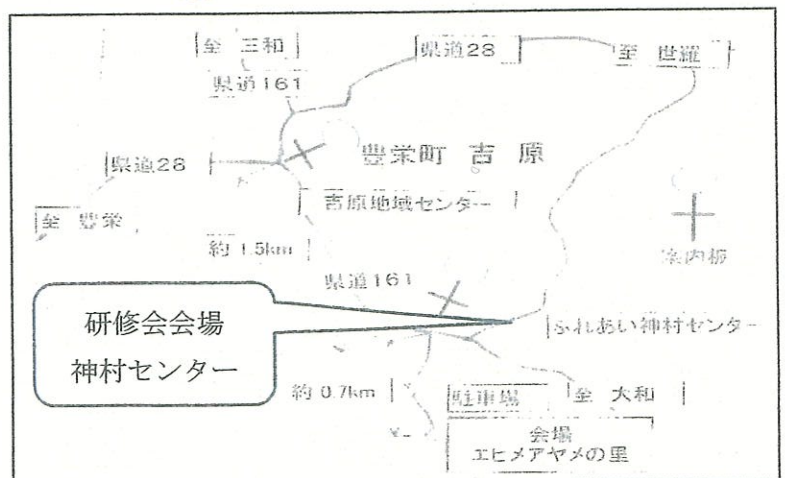 至 三和
県道28
至 世羅
県道161
豊栄町 吉原
県道28
吉原地域センター
至 豊栄
約 1.5km
案内板
県道161
研修会会場
神村センター
ふれあい神村センター
約 0.7km
駐車場
至 大和
会場
エヒメアヤメの里